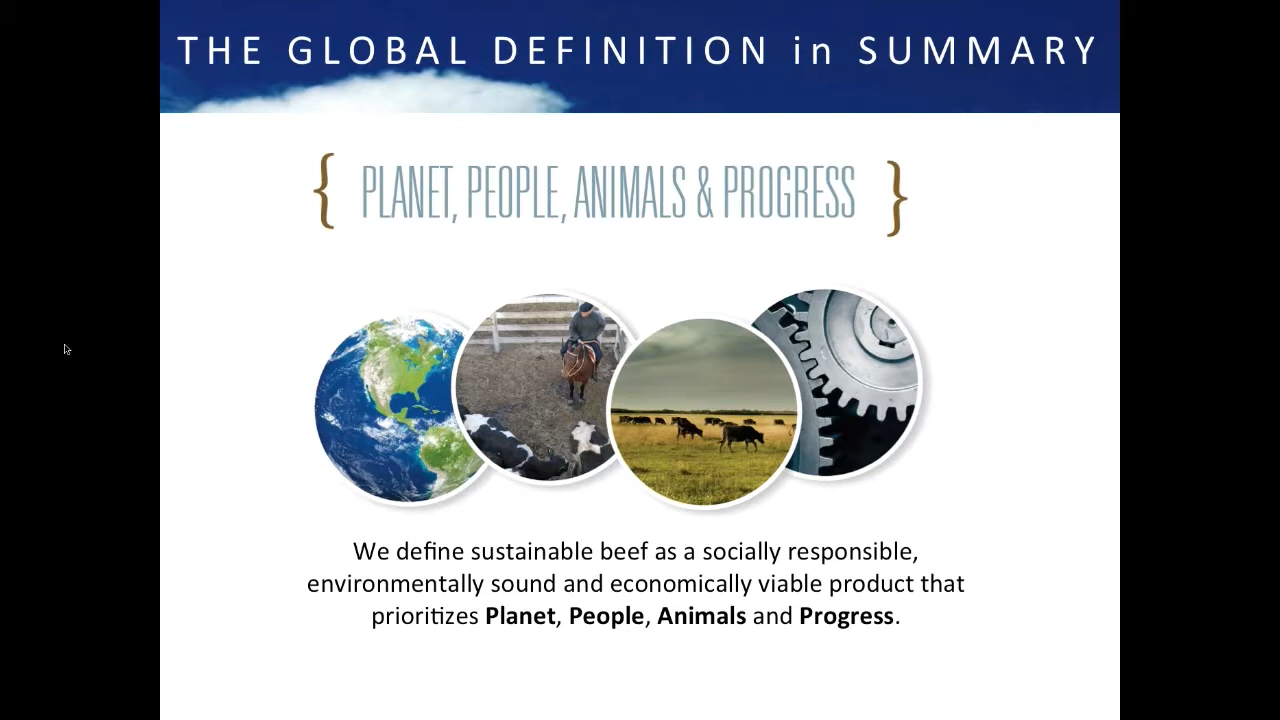 THE GLOBAL DEFINITION in SUMMARY
{ PLANET, PEOPLE, ANIMALS & PROGRESS }
We define sustainable beef as a socially responsible,
environmentally sound and economically viable product that
prioritizes Planet, People, Animals and Progress.